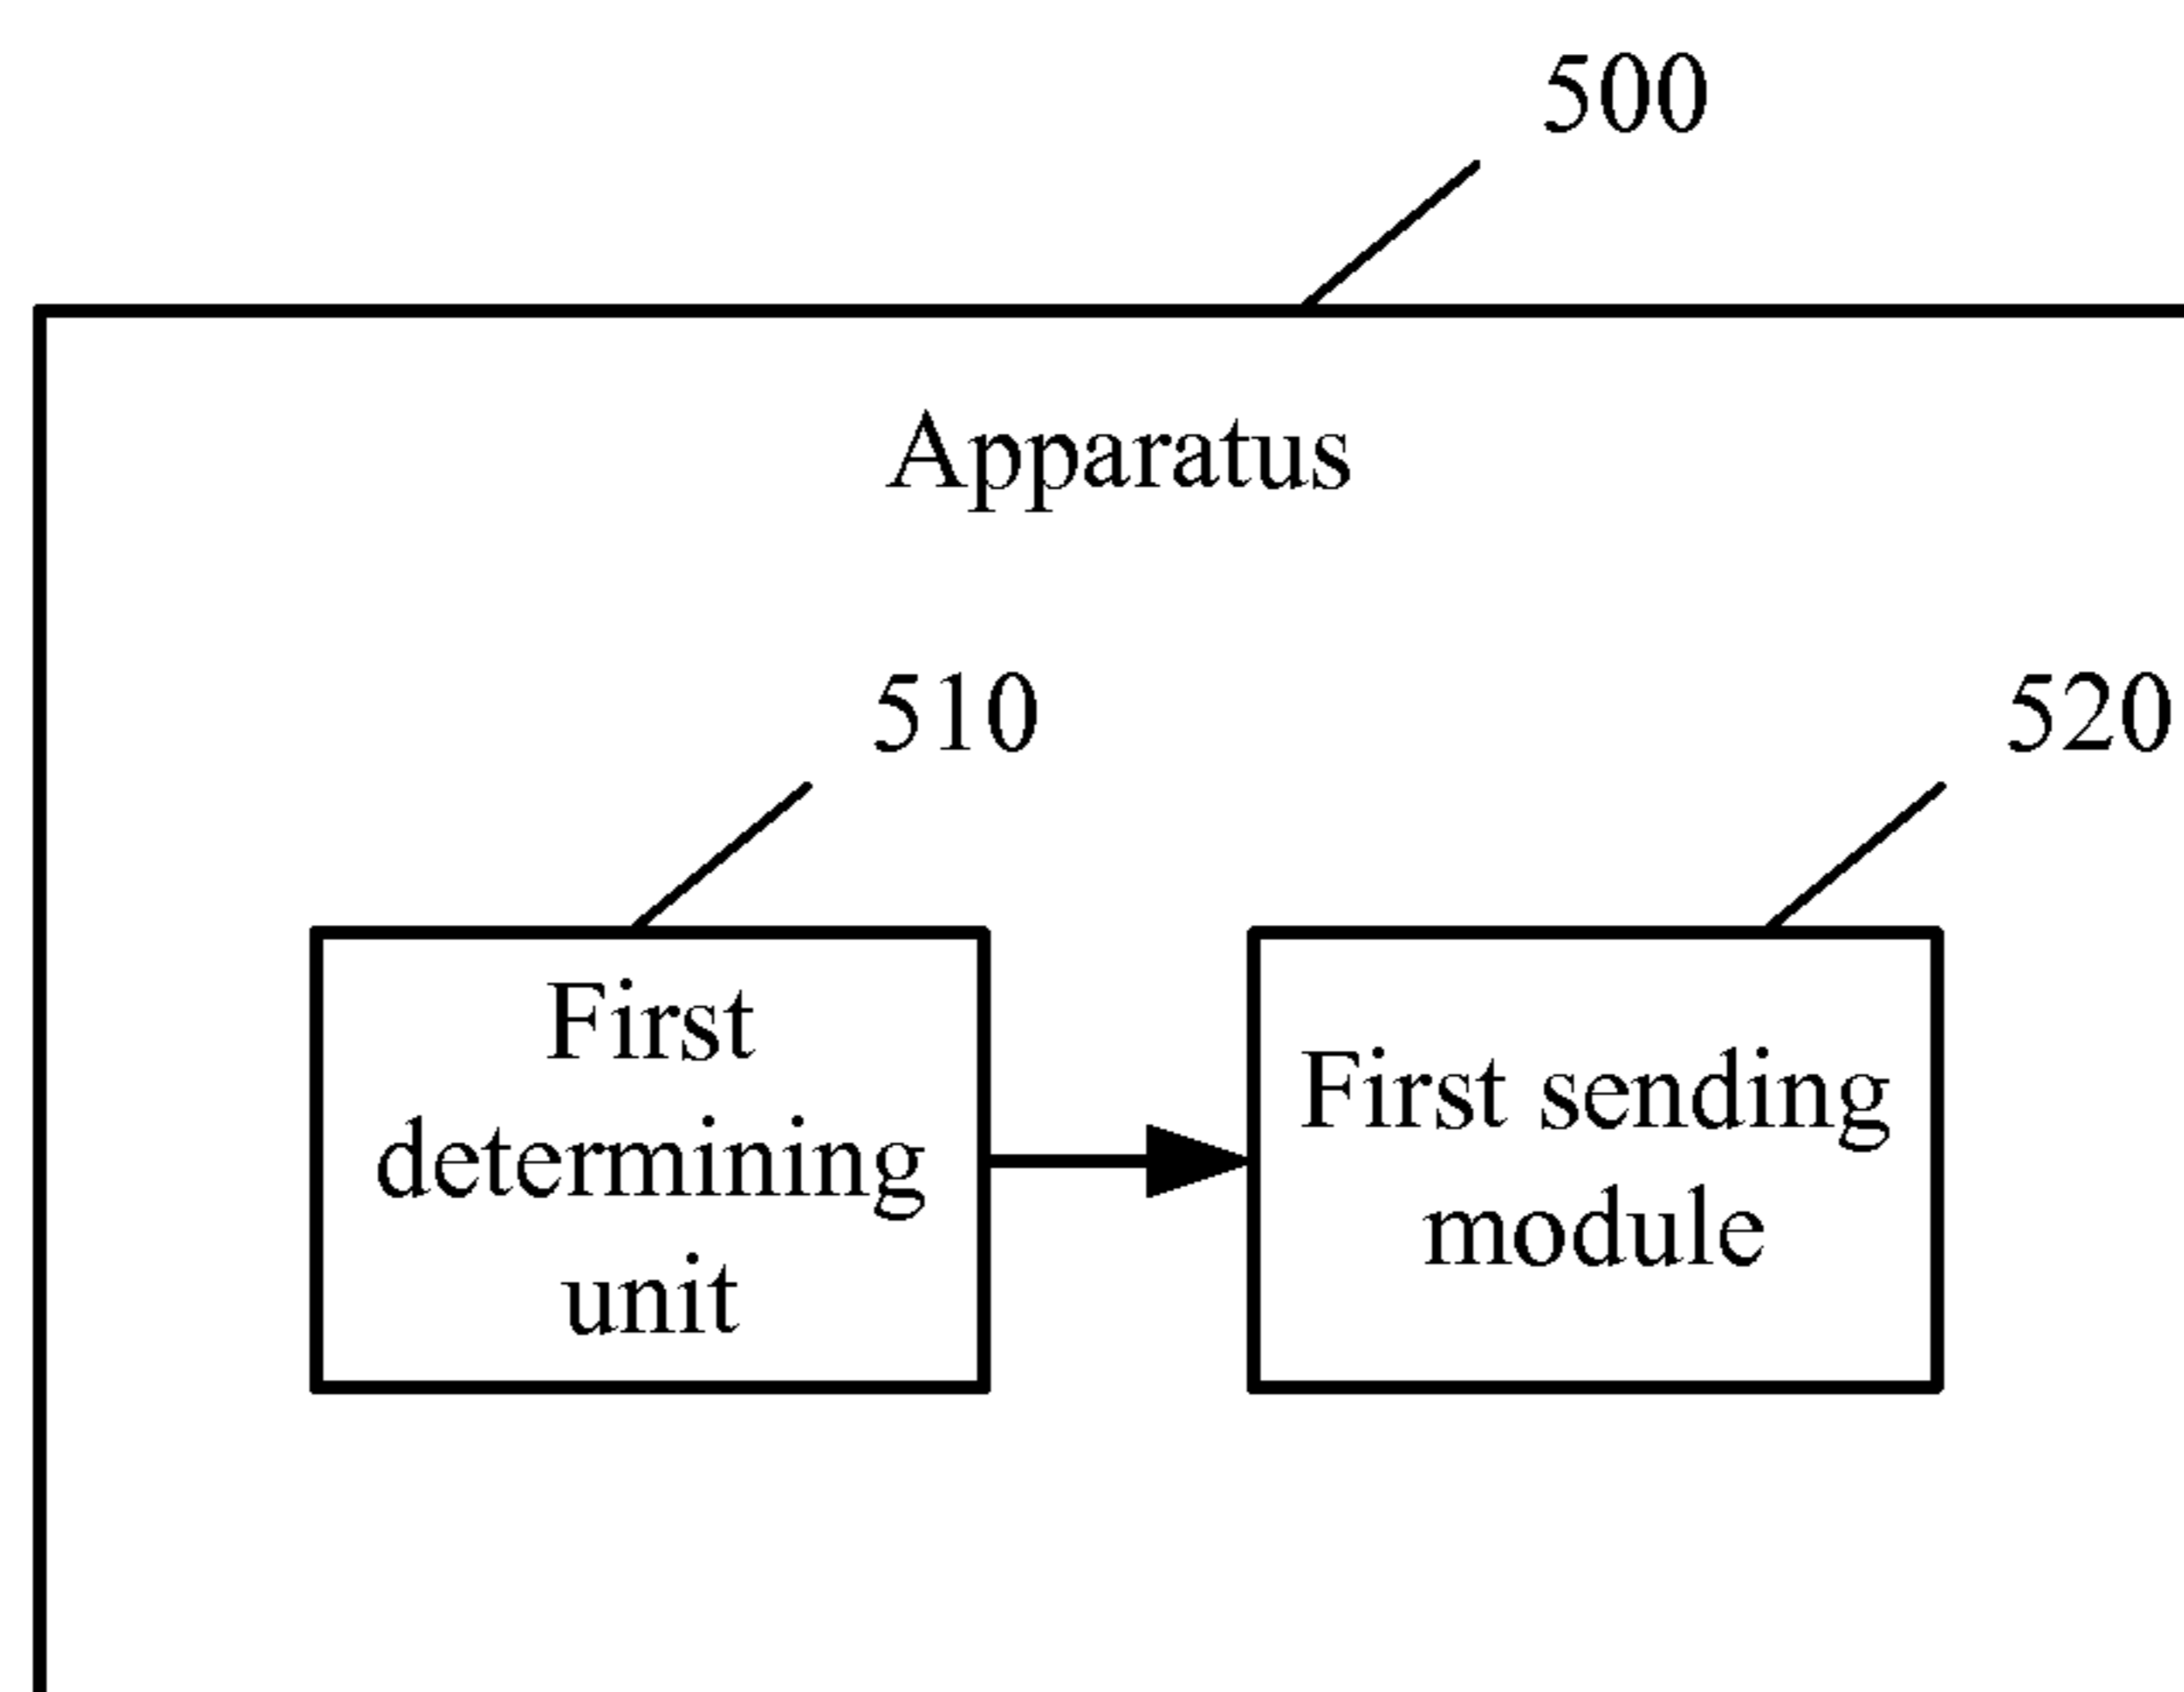 500
Apparatus
510
520
First
determining
unit
First sending
module